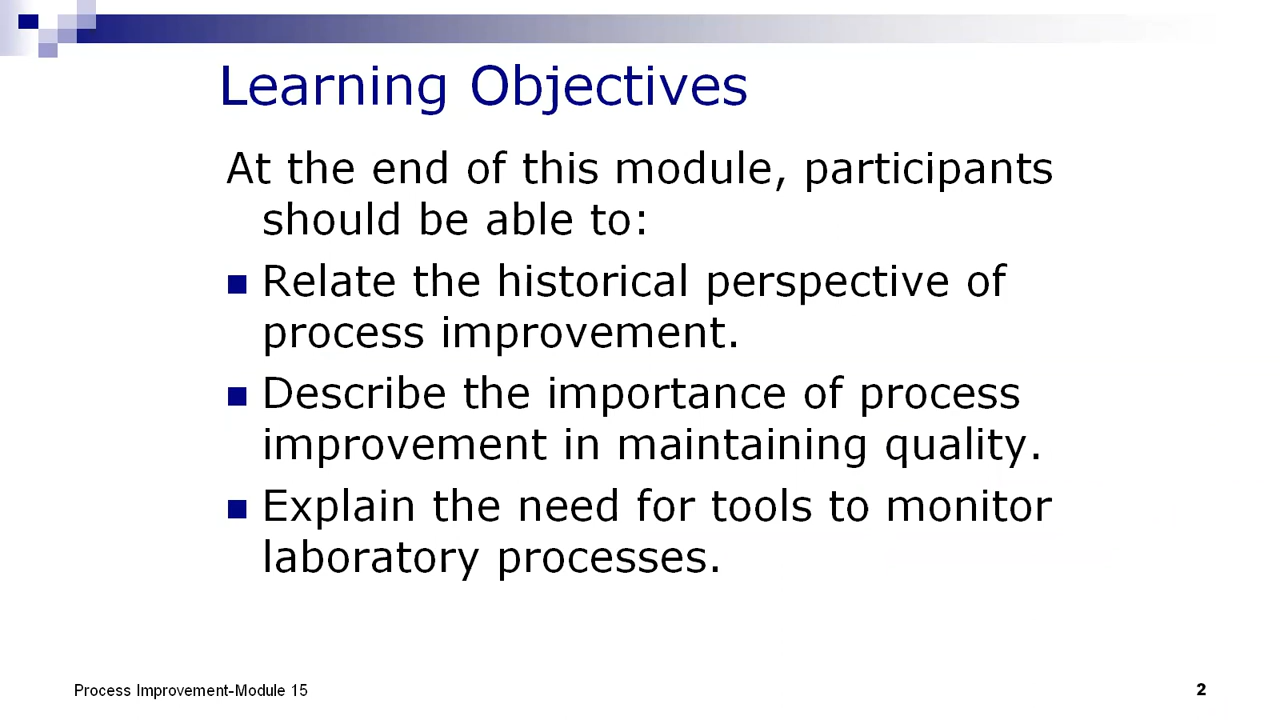 Learning Objectives
At the end of this module, participants
should be able to:
Relate the historical perspective of
process improvement.
Describe the importance of process
improvement in maintaining quality.
Explain the need for tools to monitor
laboratory processes.
Process Improvement-Module 15
2